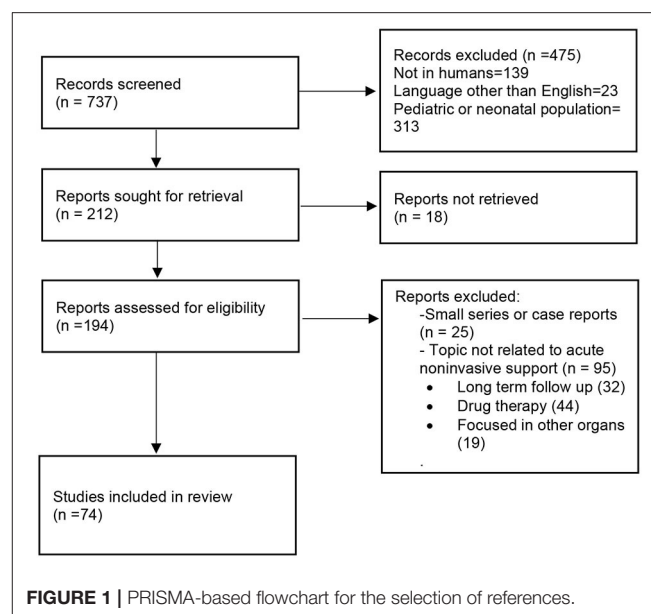 Records screened
(n = 737)
Records excluded (n =475)
Not in humans=139
Language other than English=23
Pediatric or neonatal population=
313
Reports sought for retrieval
(n = 212)
Reports not retrieved
(n = 18)
Reports assessed for eligibility
(n =194)
Reports excluded:
-Small series or case reports
(n = 25)
- Topic not related to acute
noninvasive support (n = 95)
• Long term follow up (32)
• Drug therapy (44)
• Focused in other organs
(19)
.
Studies included in review
(n =74)
FIGURE 1 | PRISMA-based flowchart for the selection of references.